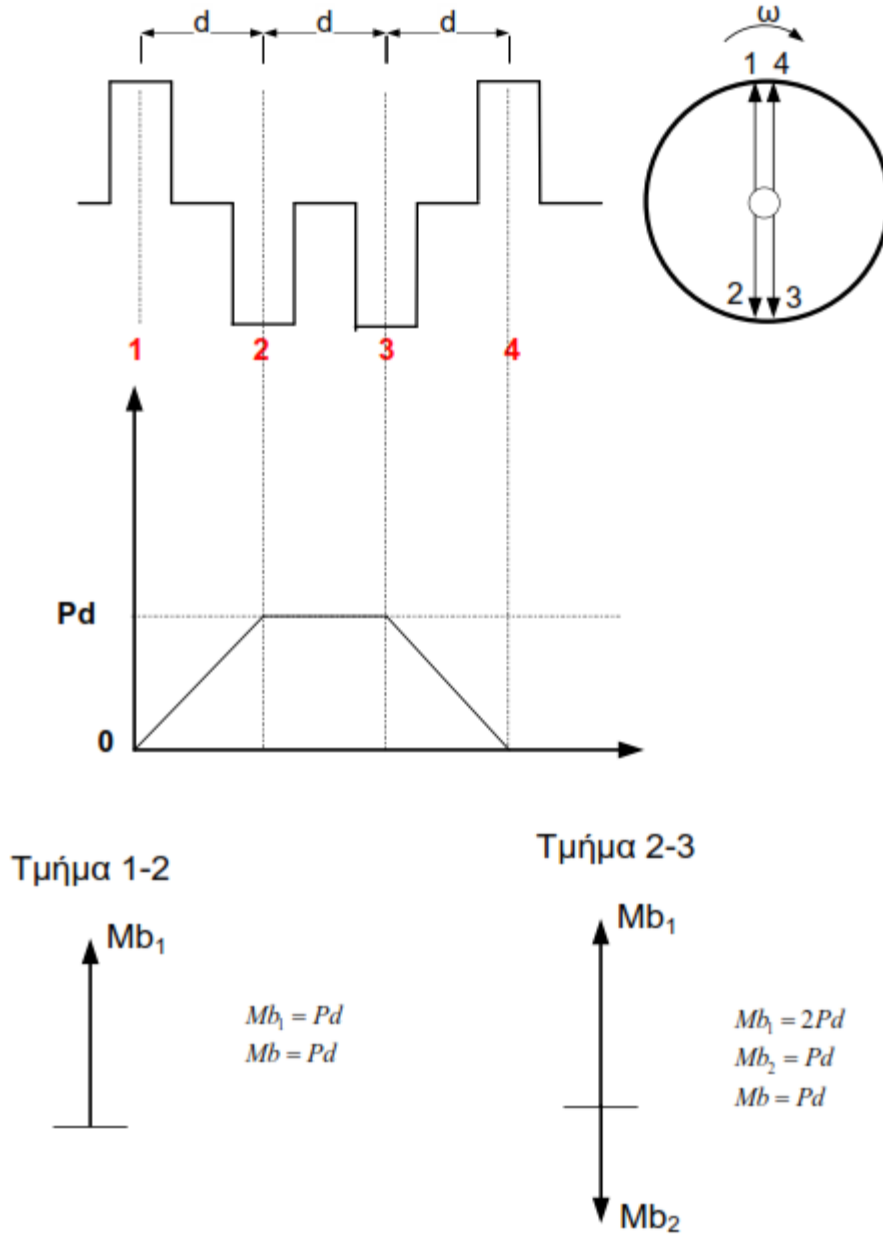 d d d
ω
1 4
2 3
1 2 3 4
Pd
0
Τμήμα 1-2
Τμήμα 2-3
Mb₁
Mb₁ = Pd
Mb = Pd
Mb₁
Mb₁ = 2Pd
Mb₂ = Pd
Mb = Pd
Mb₂